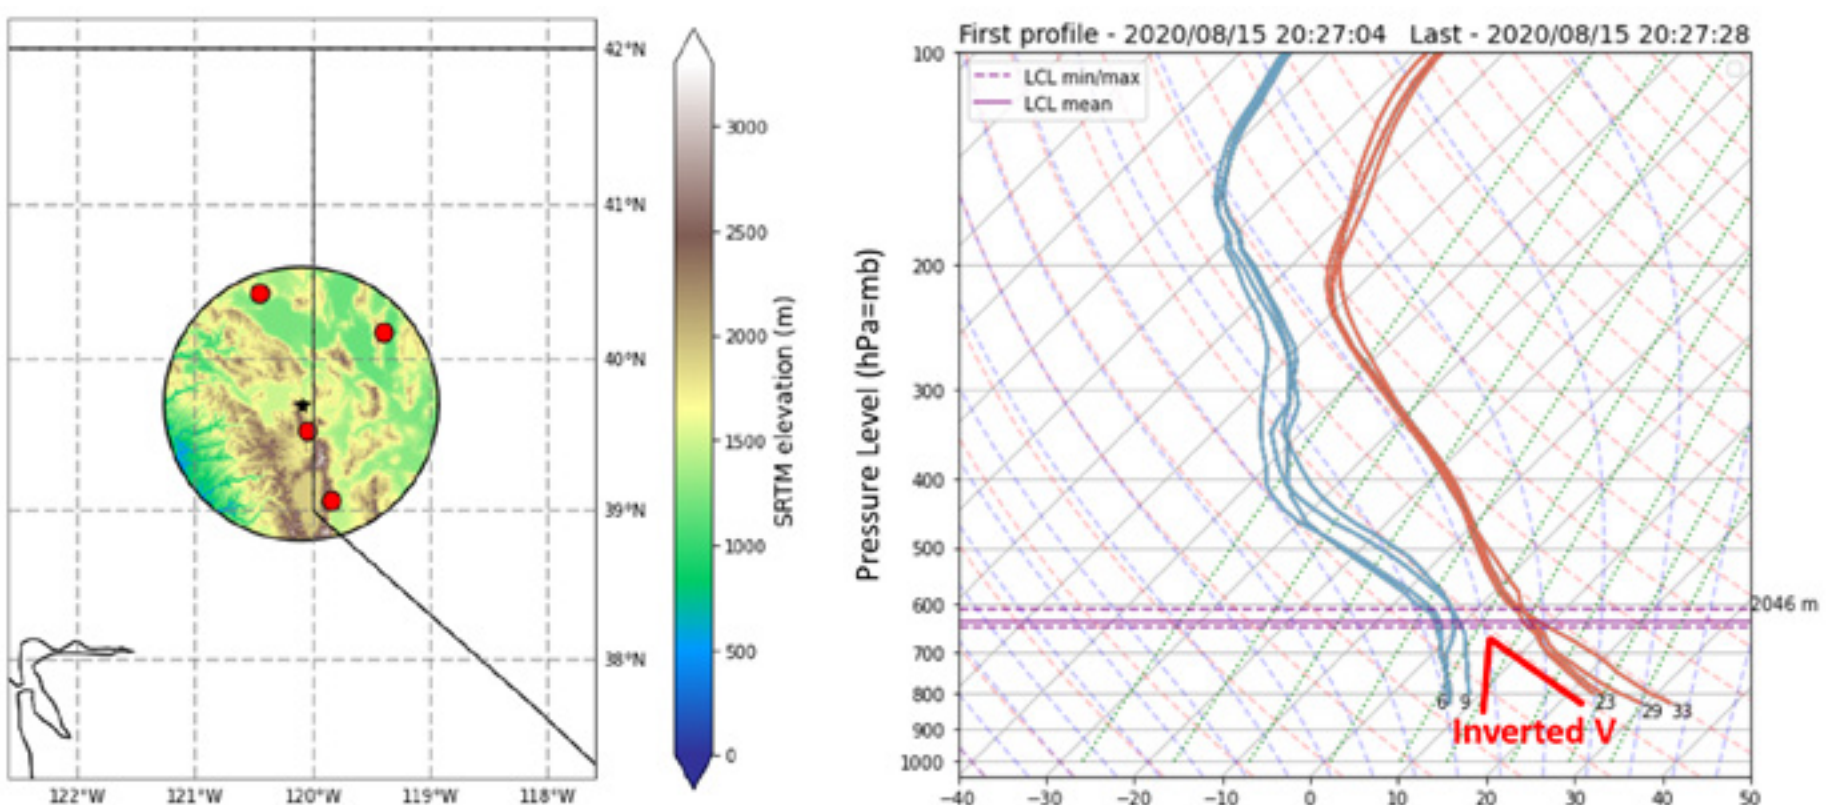 42°N
41°N
40°N
39°N
38°N
122°W 121°W 120°W 119°W 118°W
3000
2500
2000
1500
1000
500
0
SRTM elevation (m)
First profile - 2020/08/15 20:27:04 Last - 2020/08/15 20:27:28
LCL min/max
LCL mean
Pressure Level (hPa=mb)
100
200
300
400
500
600
700
800
900
1000
2046 m
6 9 23 29 33
Inverted V
−40 −30 −20 −10 0 10 20 30 40 50